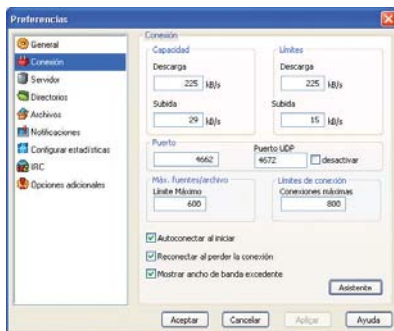 Preferencias
General
Conexión
Servidor
Directorios
Archivos
Notificaciones
Configurar estadísticas
IRC
Opciones adicionales
Conexión
Capacidad
Descarga
225 kB/s
Subida
29 kB/s
Límites
Descarga
225 kB/s
Subida
15 kB/s
Puerto
4662
Puerto UDP
4672 desactivar
Máx. fuentes/archivo
Límite Máximo
600
Límites de conexión
Conexiones máximas
800
Autoconectar al iniciar
Reconectar al perder la conexión
Mostrar ancho de banda excedente
Asistente
Aceptar Cancelar Aplicar Ayuda